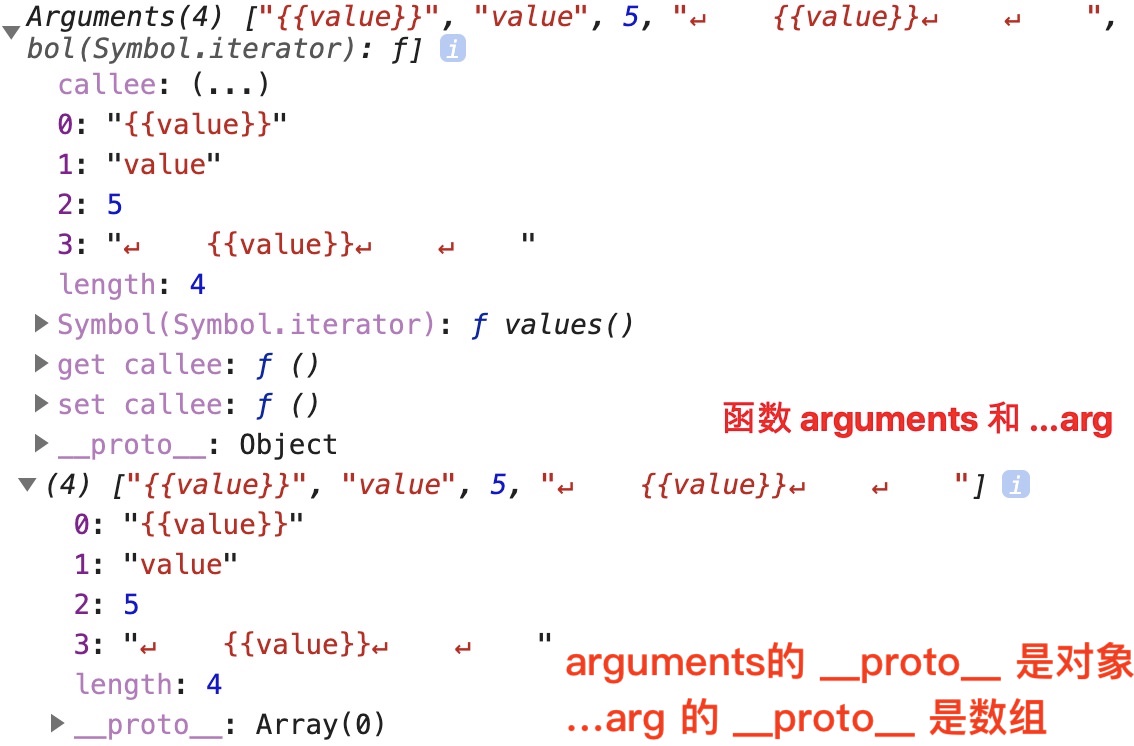 Arguments(4) ["{{value}}", "value", 5, "↵    {{value}}↵    ↵    ",
bol(Symbol.iterator): ƒ] i
callee: (...)
0: "{{value}}"
1: "value"
2: 5
3: "↵    {{value}}↵    ↵    "
length: 4
Symbol(Symbol.iterator): ƒ values()
get callee: ƒ ()
set callee: ƒ ()
函数 arguments 和 ...arg
__proto__: Object
(4) ["{{value}}", "value", 5, "↵    {{value}}↵    ↵    "] i
0: "{{value}}"
1: "value"
2: 5
3: "↵    {{value}}↵    ↵    "
arguments的 __proto__ 是对象
length: 4
...arg 的 __proto__ 是数组
__proto__: Array(0)